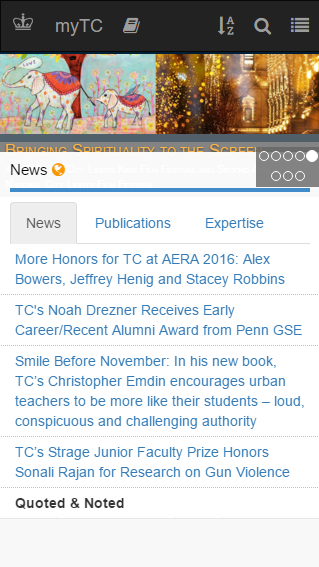 myTC
A
Z
LOVE
BRINGING SPIRITUALITY TO THE SCREE
News
News Publications Expertise
More Honors for TC at AERA 2016: Alex
Bowers, Jeffrey Henig and Stacey Robbins
TC's Noah Drezner Receives Early
Career/Recent Alumni Award from Penn GSE
Smile Before November: In his new book,
TC's Christopher Emdin encourages urban
teachers to be more like their students – loud,
conspicuous and challenging authority
TC's Strage Junior Faculty Prize Honors
Sonali Rajan for Research on Gun Violence
Quoted & Noted